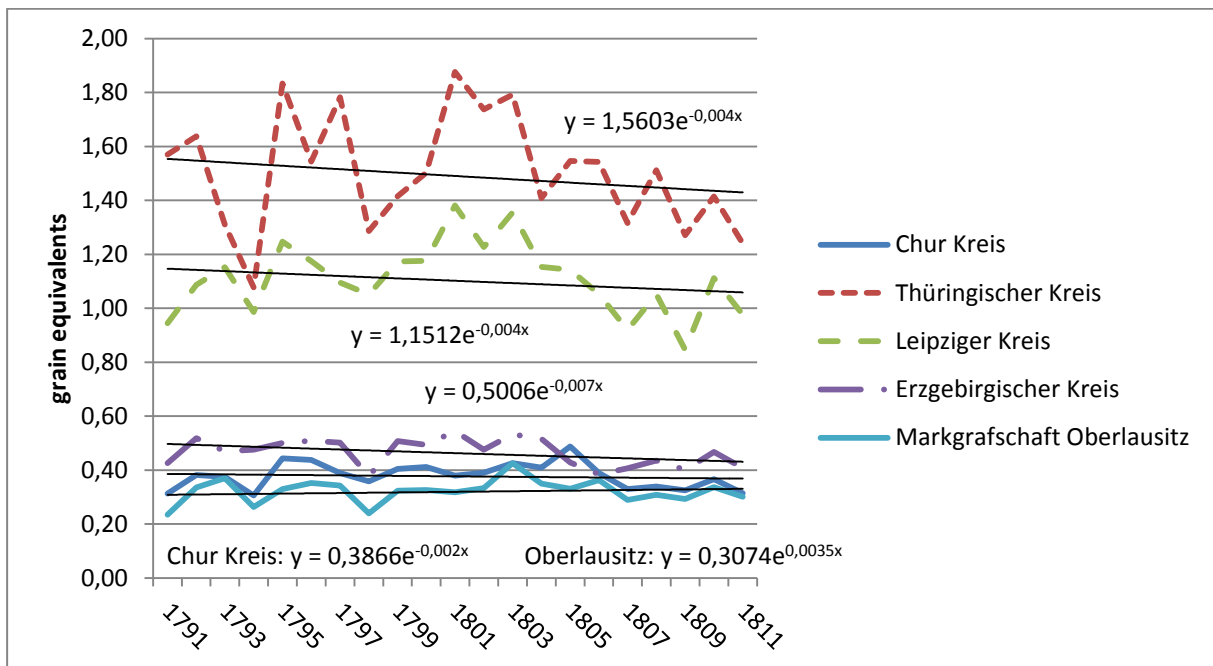 2,00
1,80
1,60
1,40
1,20
1,00
0,80
0,60
0,40
0,20
0,00
grain equivalents
y = 1,5603e^-0,004x
y = 1,1512e^-0,004x
y = 0,5006e^-0,007x
Chur Kreis: y = 0,3866e^-0,002x
Oberlausitz: y = 0,3074e^0,0035x
1791
1793
1795
1797
1799
1801
1803
1805
1807
1809
1811
Chur Kreis
Thüringischer Kreis
Leipziger Kreis
Erzgebirgischer Kreis
Markgrafschaft Oberlausitz